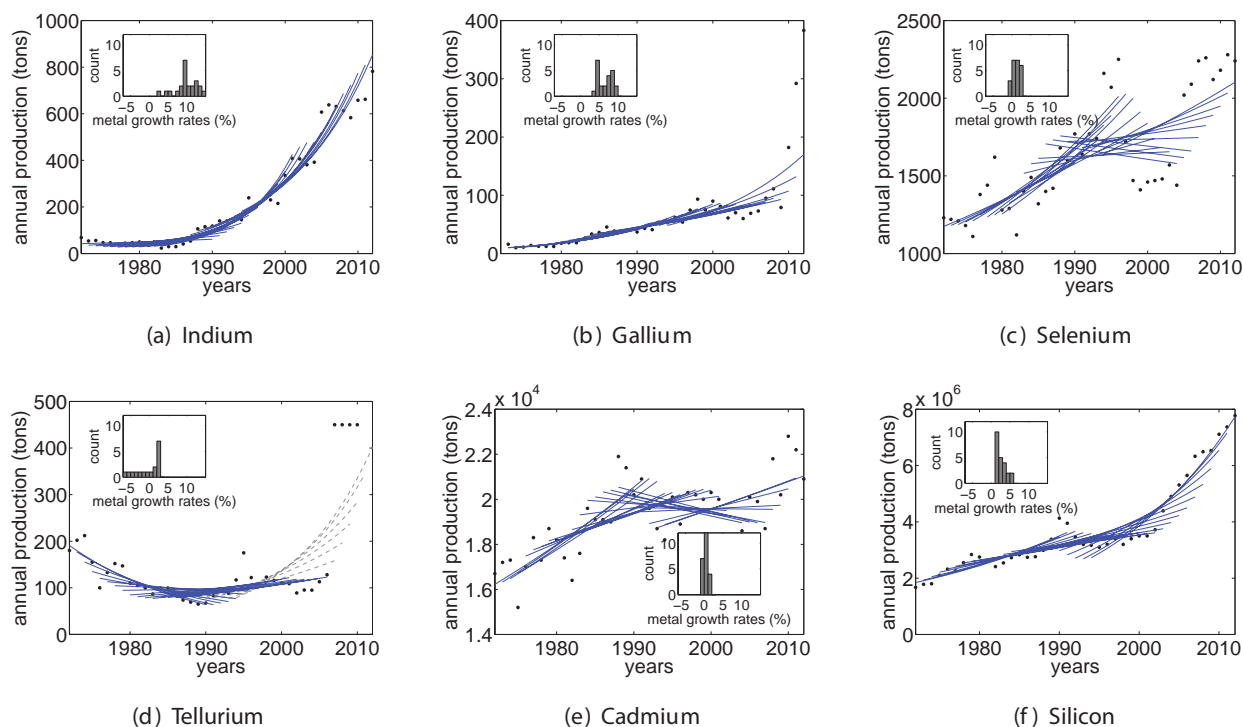 1000
800
600
400
200
0
annual production (tons)
10
5
0
count
−5 0 5 10
metal growth rates (%)
1980 1990 2000 2010
years
(a) Indium
400
300
200
100
0
annual production (tons)
10
5
0
count
−5 0 5 10
metal growth rates (%)
1980 1990 2000 2010
years
(b) Gallium
2500
2000
1500
1000
annual production (tons)
10
5
0
count
−5 0 5 10
metal growth rates (%)
1980 1990 2000 2010
years
(c) Selenium
500
400
300
200
100
0
annual production (tons)
10
5
0
count
−5 0 5 10
metal growth rates (%)
1980 1990 2000 2010
years
(d) Tellurium
x 10^4
2.4
2.2
2
1.8
1.6
1.4
annual production (tons)
10
5
0
count
−5 0 5 10
metal growth rates (%)
1980 1990 2000 2010
years
(e) Cadmium
x 10^6
8
6
4
2
0
annual production (tons)
10
5
0
count
−5 0 5 10
metal growth rates (%)
1980 1990 2000 2010
years
(f) Silicon